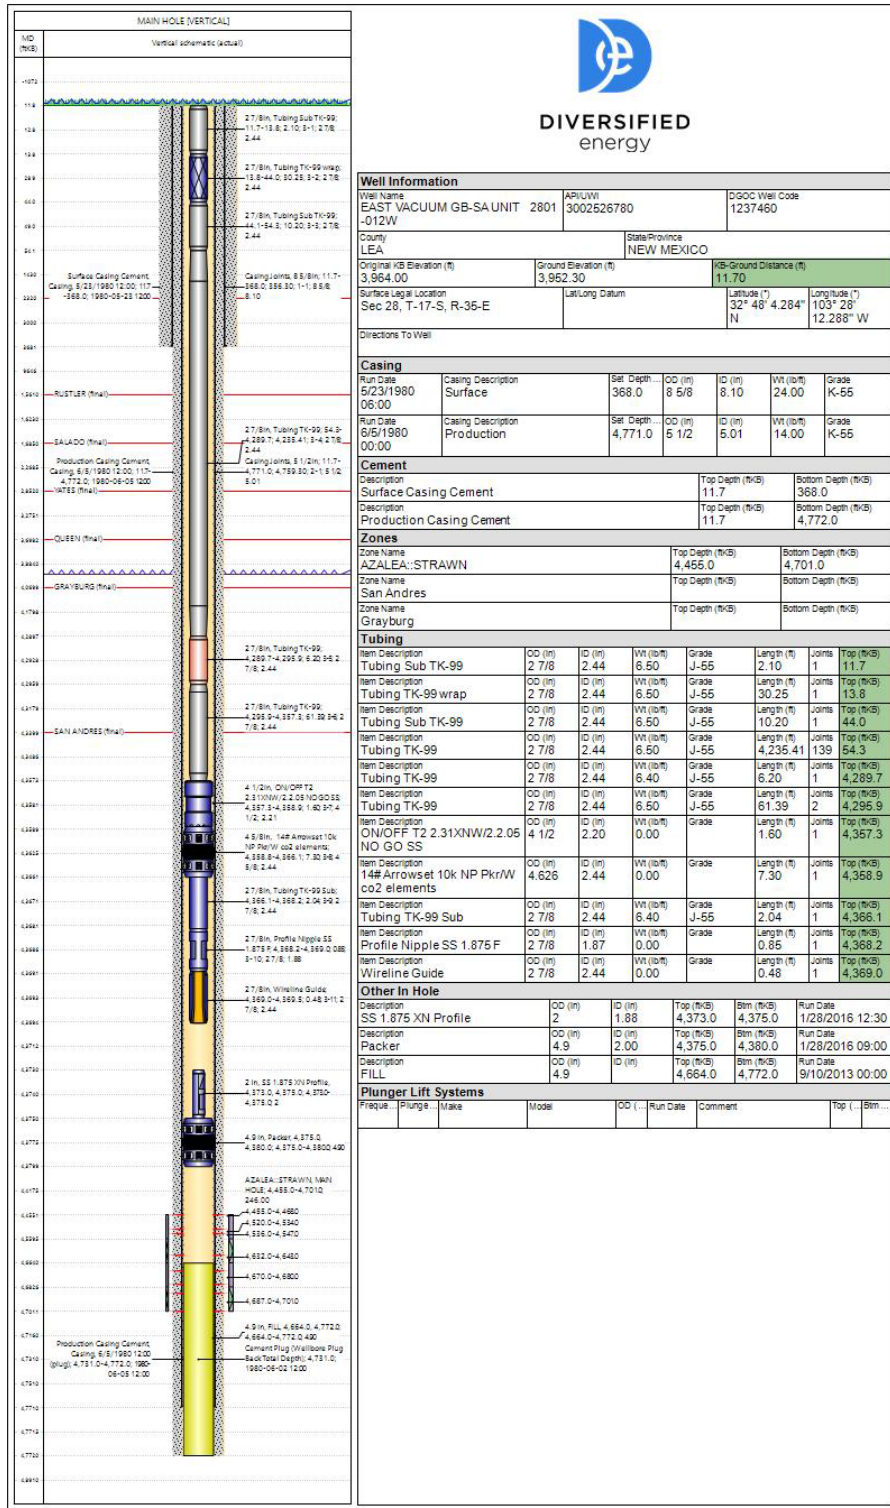 MAIN HOLE [VERTICAL]
MD
(ftKB)
Vertical schematic (actual)
2 7/8in, Tubing Sub TK-99;
11.7-13.8; 2.10; 3-1; 2 7/8;
2.44
2 7/8in, Tubing TK-99 wrap;
13.8-44.0; 30.25; 3-2; 2 7/8;
2.44
2 7/8in, Tubing Sub TK-99;
44.1-54.3; 10.20; 3-3; 2 7/8;
2.44
Surface Casing Cement,
Casing, 5/23/1980 12:00; 11.7
-368.0; 1980-05-23 12:00
Casing Joints, 8 5/8in; 11.7-
368.0; 356.30; 1-1; 8 5/8;
8.10
RUSTLER (final)
2 7/8in, Tubing TK-99; 54.3-
4,289.7; 4,235.41; 3-4; 2 7/8;
2.44
SALADO (final)
Production Casing Cement,
Casing, 6/5/1980 12:00; 11.7-
4,772.0; 1980-06-05 12:00
Casing Joints, 5 1/2in; 11.7-
4,771.0; 4,759.30; 2-1; 5 1/2;
5.01
YATES (final)
QUEEN (final)
GRAYBURG (final)
2 7/8in, Tubing TK-99;
4,289.7-4,295.9; 6.20; 3-5; 2
7/8; 2.44
2 7/8in, Tubing TK-99;
4,295.9-4,357.3; 61.39; 3-6; 2
7/8; 2.44
SAN ANDRES (final)
4 1/2in, ON/OFF T2
2.31XNW/2.2.05 NO GO SS;
4,357.3-4,358.9; 1.60; 3-7; 4
1/2; 2.21
4 5/8in, 14# Arrowset 10k
NP Pkr/W co2 elements;
4,358.8-4,366.1; 7.30; 3-8; 4
5/8; 2.44
2 7/8in, Tubing TK-99 Sub;
4,366.1-4,368.2; 2.04; 3-9; 2
7/8; 2.44
2 7/8in, Profile Nipple SS
1.875 F; 4,368.2-4,369.0; 0.85;
3-10; 2 7/8; 1.88
2 7/8in, Wireline Guide;
4,369.0-4,369.5; 0.48; 3-11; 2
7/8; 2.44
2 in, SS 1.875 XN Profile,
4,373.0, 4,375.0; 4,373.0-
4,375.0; 2
4.9 in, Packer, 4,375.0,
4,380.0; 4,375.0-4,380.0; 4.90
AZALEA::STRAWN, MAIN
HOLE; 4,455.0-4,701.0;
246.00
4,455.0-4,468.0
4,520.0-4,534.0
4,536.0-4,547.0
4,632.0-4,648.0
4,670.0-4,680.0
4,687.0-4,701.0
4.9 in, FILL, 4,664.0, 4,772.0;
4,664.0-4,772.0; 4.90
Production Casing Cement,
Casing, 6/5/1980 12:00
(plug); 4,731.0-4,772.0; 1980-
06-05 12:00
Cement Plug (Wellbore Plug
Back Total Depth); 4,731.0;
1980-06-02 12:00
DIVERSIFIED
energy
Well Information
Well Name API/UWI DGOC Well Code
EAST VACUUM GB-SA UNIT 2801 3002526780 1237460
-012W
County State/Province
LEA NEW MEXICO
Original KB Elevation (ft) Ground Elevation (ft) KB-Ground Distance (ft)
3,964.00 3,952.30 11.70
Surface Legal Location Lat/Long Datum Latitude (°) Longitude (°)
Sec 28, T-17-S, R-35-E 32° 48' 4.284" N 103° 28' 12.288" W
Directions To Well
Casing
Run Date Casing Description Set Depth... OD (in) ID (in) Wt (lb/ft) Grade
5/23/1980 06:00 Surface 368.0 8 5/8 8.10 24.00 K-55
Run Date Casing Description Set Depth... OD (in) ID (in) Wt (lb/ft) Grade
6/5/1980 00:00 Production 4,771.0 5 1/2 5.01 14.00 K-55
Cement
Description Top Depth (ftKB) Bottom Depth (ftKB)
Surface Casing Cement 11.7 368.0
Description Top Depth (ftKB) Bottom Depth (ftKB)
Production Casing Cement 11.7 4,772.0
Zones
Zone Name Top Depth (ftKB) Bottom Depth (ftKB)
AZALEA::STRAWN 4,455.0 4,701.0
Zone Name Top Depth (ftKB) Bottom Depth (ftKB)
San Andres
Zone Name Top Depth (ftKB) Bottom Depth (ftKB)
Grayburg
Tubing
Item Description OD (in) ID (in) Wt (lb/ft) Grade Length (ft) Joints Top (ftKB)
Tubing Sub TK-99 2 7/8 2.44 6.50 J-55 2.10 1 11.7
Item Description OD (in) ID (in) Wt (lb/ft) Grade Length (ft) Joints Top (ftKB)
Tubing TK-99 wrap 2 7/8 2.44 6.50 J-55 30.25 1 13.8
Item Description OD (in) ID (in) Wt (lb/ft) Grade Length (ft) Joints Top (ftKB)
Tubing Sub TK-99 2 7/8 2.44 6.50 J-55 10.20 1 44.0
Item Description OD (in) ID (in) Wt (lb/ft) Grade Length (ft) Joints Top (ftKB)
Tubing TK-99 2 7/8 2.44 6.50 J-55 4,235.41 139 54.3
Item Description OD (in) ID (in) Wt (lb/ft) Grade Length (ft) Joints Top (ftKB)
Tubing TK-99 2 7/8 2.44 6.40 J-55 6.20 1 4,289.7
Item Description OD (in) ID (in) Wt (lb/ft) Grade Length (ft) Joints Top (ftKB)
Tubing TK-99 2 7/8 2.44 6.50 J-55 61.39 2 4,295.9
Item Description OD (in) ID (in) Wt (lb/ft) Grade Length (ft) Joints Top (ftKB)
ON/OFF T2 2.31XNW/2.2.05 4 1/2 2.20 0.00 1.60 1 4,357.3
NO GO SS
Item Description OD (in) ID (in) Wt (lb/ft) Grade Length (ft) Joints Top (ftKB)
14# Arrowset 10k NP Pkr/W 4.626 2.44 0.00 7.30 1 4,358.9
co2 elements
Item Description OD (in) ID (in) Wt (lb/ft) Grade Length (ft) Joints Top (ftKB)
Tubing TK-99 Sub 2 7/8 2.44 6.40 J-55 2.04 1 4,366.1
Item Description OD (in) ID (in) Wt (lb/ft) Grade Length (ft) Joints Top (ftKB)
Profile Nipple SS 1.875 F 2 7/8 1.87 0.00 0.85 1 4,368.2
Item Description OD (in) ID (in) Wt (lb/ft) Grade Length (ft) Joints Top (ftKB)
Wireline Guide 2 7/8 2.44 0.00 0.48 1 4,369.0
Other In Hole
Description OD (in) ID (in) Top (ftKB) Btm (ftKB) Run Date
SS 1.875 XN Profile 2 1.88 4,373.0 4,375.0 1/28/2016 12:30
Description OD (in) ID (in) Top (ftKB) Btm (ftKB) Run Date
Packer 4.9 2.00 4,375.0 4,380.0 1/28/2016 09:00
Description OD (in) ID (in) Top (ftKB) Btm (ftKB) Run Date
FILL 4.9 4,664.0 4,772.0 9/10/2013 00:00
Plunger Lift Systems
Freque... Plunge... Make Model OD (... Run Date Comment Top (... Btm ...